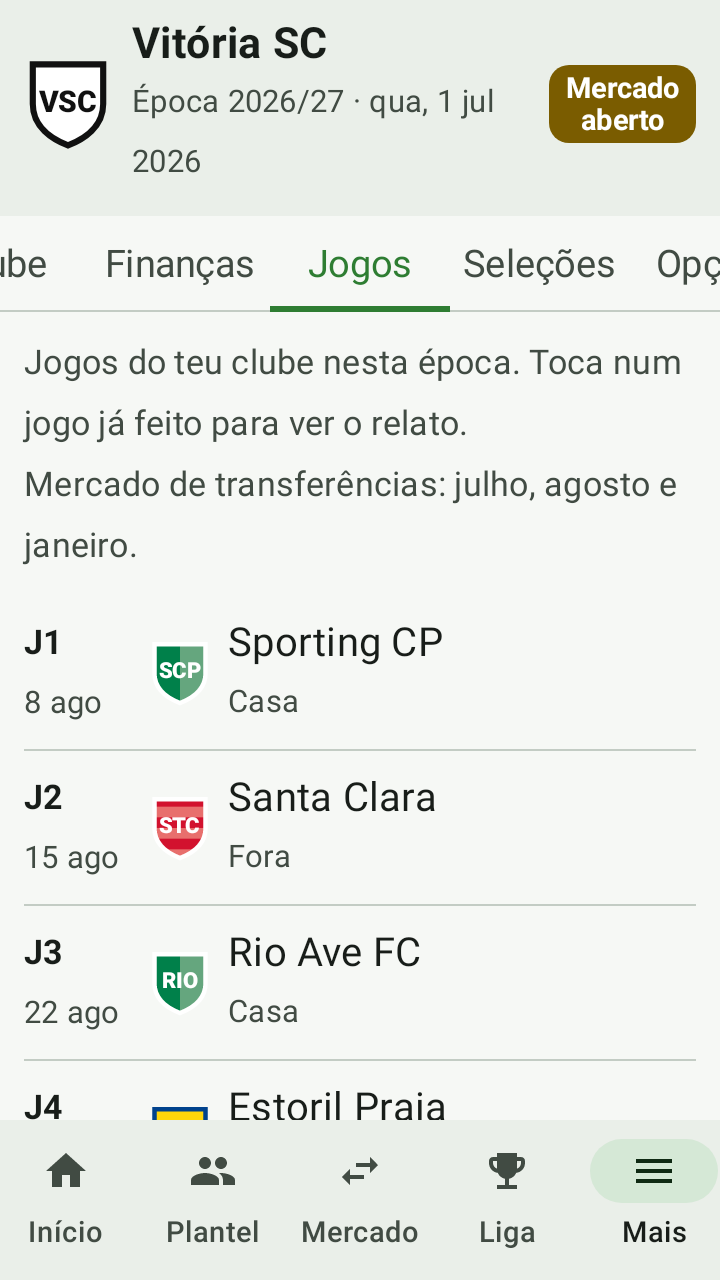 Vitória SC
VSC
Época 2026/27 · qua, 1 jul
2026
Mercado
aberto
ube
Finanças
Jogos
Seleções
Opç
Jogos do teu clube nesta época. Toca num
jogo já feito para ver o relato.
Mercado de transferências: julho, agosto e
janeiro.
J1
8 ago
SCP
Sporting CP
Casa
J2
15 ago
STC
Santa Clara
Fora
J3
22 ago
RIO
Rio Ave FC
Casa
J4
Estoril Praia
Início
Plantel
Mercado
Liga
Mais